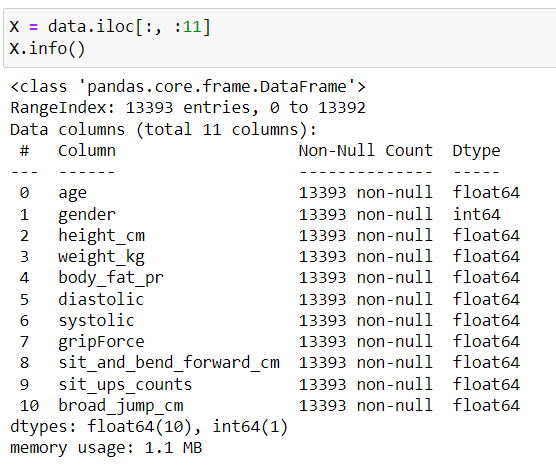 X = data.iloc[:, :11]
X.info()
<class 'pandas.core.frame.DataFrame'>
RangeIndex: 13393 entries, 0 to 13392
Data columns (total 11 columns):
 #   Column                   Non-Null Count  Dtype
---  ------                   --------------  -----
 0   age                      13393 non-null  float64
 1   gender                   13393 non-null  int64
 2   height_cm                13393 non-null  float64
 3   weight_kg                13393 non-null  float64
 4   body_fat_pr              13393 non-null  float64
 5   diastolic                13393 non-null  float64
 6   systolic                 13393 non-null  float64
 7   gripForce                13393 non-null  float64
 8   sit_and_bend_forward_cm  13393 non-null  float64
 9   sit_ups_counts           13393 non-null  float64
 10  broad_jump_cm            13393 non-null  float64
dtypes: float64(10), int64(1)
memory usage: 1.1 MB